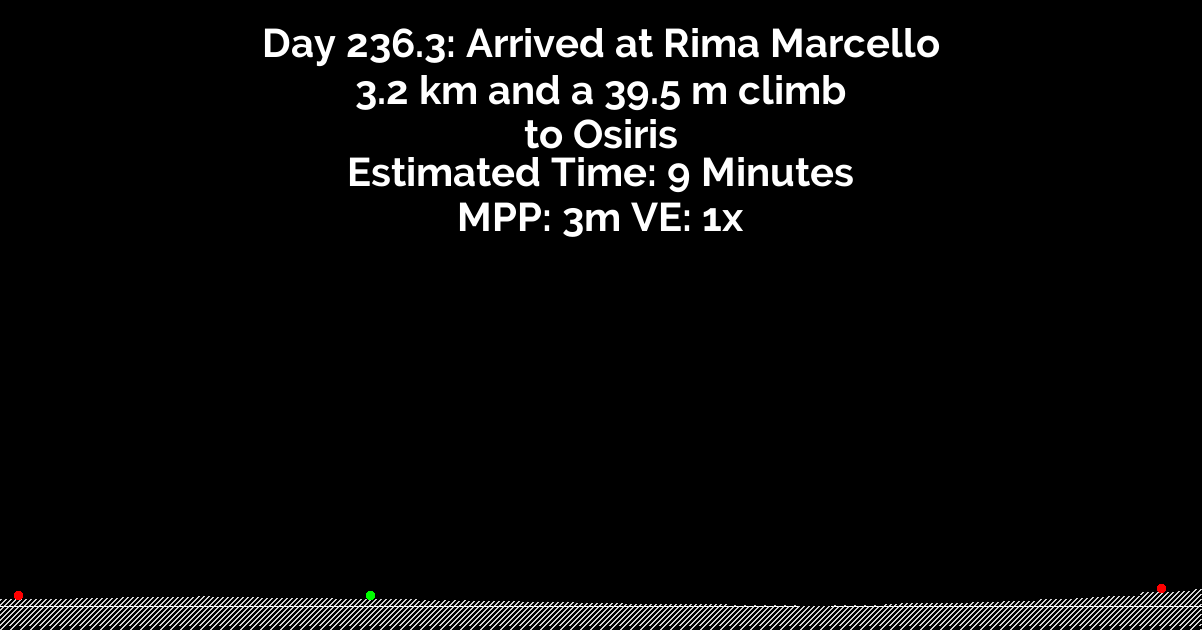 Day 236.3: Arrived at Rima Marcello
3.2 km and a 39.5 m climb
to Osiris
Estimated Time: 9 Minutes
MPP: 3m VE: 1x